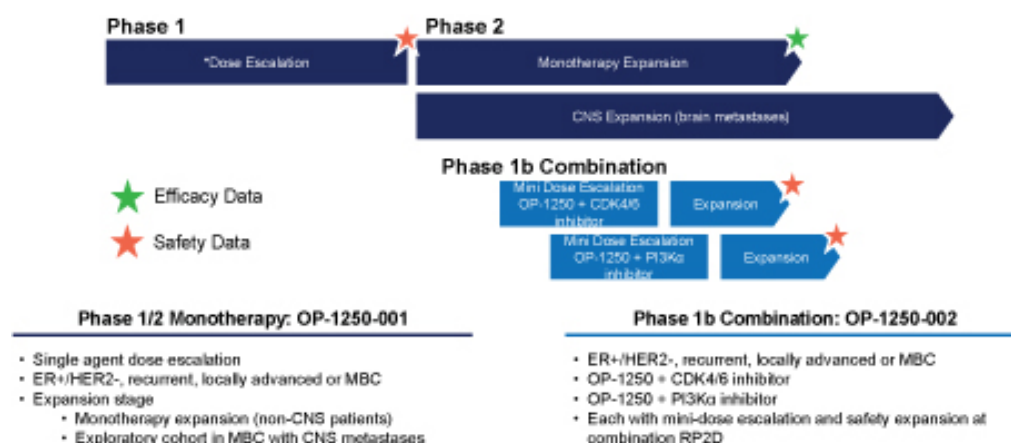 Phase 1
Phase 2
*Dose Escalation
Monotherapy Expansion
CNS Expansion (brain metastases)
Phase 1b Combination
Efficacy Data
Safety Data
Mini Dose Escalation
OP-1250 + CDK4/6
inhibitor
Expansion
Mini Dose Escalation
OP-1250 + PI3Kα
inhibitor
Expansion
Phase 1/2 Monotherapy: OP-1250-001
• Single agent dose escalation
• ER+/HER2-, recurrent, locally advanced or MBC
• Expansion stage
• Monotherapy expansion (non-CNS patients)
• Exploratory cohort in MBC with CNS metastases
Phase 1b Combination: OP-1250-002
• ER+/HER2-, recurrent, locally advanced or MBC
• OP-1250 + CDK4/6 inhibitor
• OP-1250 + PI3Kα inhibitor
• Each with mini-dose escalation and safety expansion at
combination RP2D